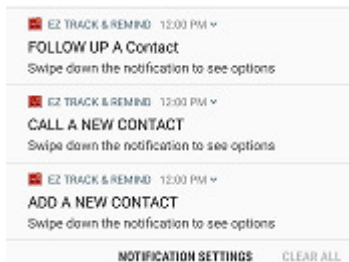 EZ TRACK & REMIND 12:00 PM
FOLLOW UP A Contact
Swipe down the notification to see options
EZ TRACK & REMIND 12:00 PM
CALL A NEW CONTACT
Swipe down the notification to see options
EZ TRACK & REMIND 12:00 PM
ADD A NEW CONTACT
Swipe down the notification to see options
NOTIFICATION SETTINGS CLEAR ALL